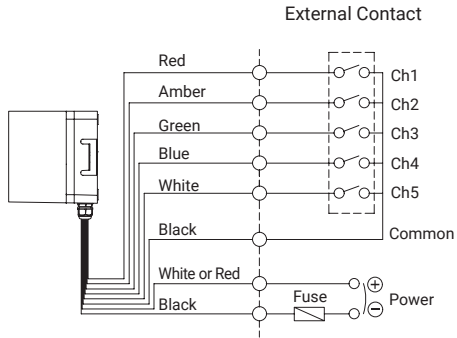 External Contact
Red
Ch1
Amber
Ch2
Green
Ch3
Blue
Ch4
White
Ch5
Black
Common
White or Red
Fuse
Power
Black